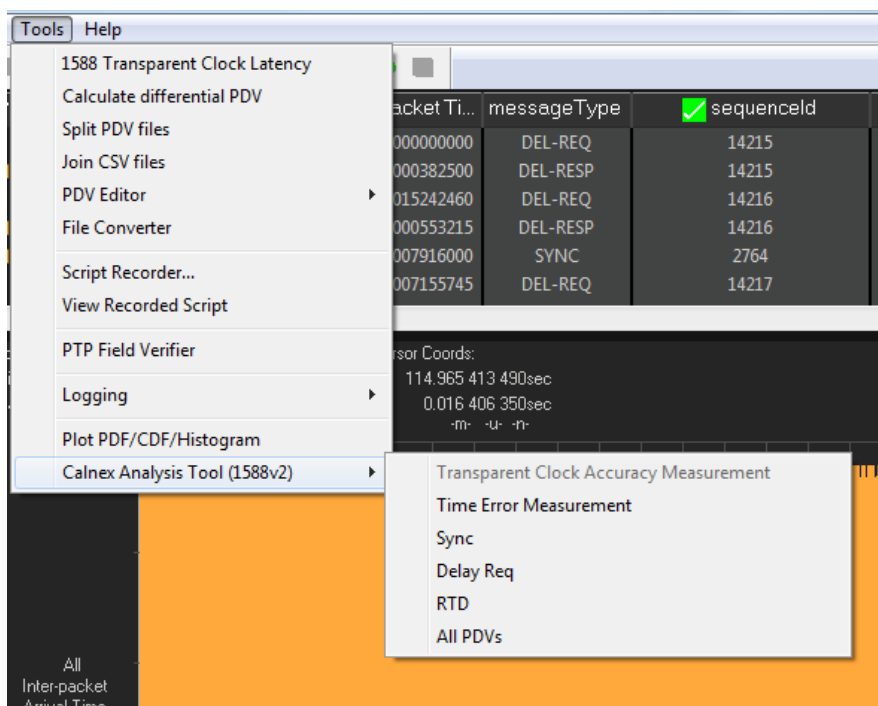 Tools Help
1588 Transparent Clock Latency
Calculate differential PDV
Split PDV files
Join CSV files
PDV Editor
File Converter
Script Recorder...
View Recorded Script
PTP Field Verifier
Logging
Plot PDF/CDF/Histogram
Calnex Analysis Tool (1588v2)
Transparent Clock Accuracy Measurement
Time Error Measurement
Sync
Delay Req
RTD
All PDVs
acket Ti... messageType sequenceId
000000000 DEL-REQ 14215
000382500 DEL-RESP 14215
015242460 DEL-REQ 14216
000553215 DEL-RESP 14216
007916000 SYNC 2764
007155745 DEL-REQ 14217
rsor Coords:
114.965 413 490sec
0.016 406 350sec
-m- -u- -n-
All
Inter-packet
Arrival Time